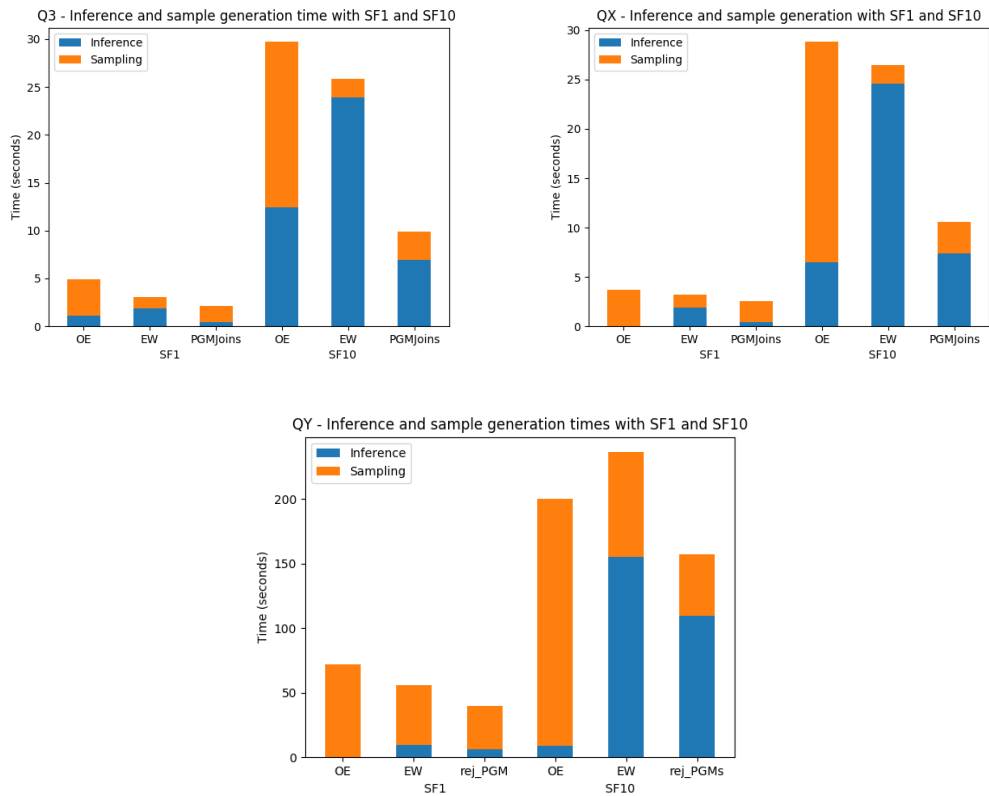 Q3 - Inference and sample generation time with SF1 and SF10
Inference
Sampling
Time (seconds)
30
25
20
15
10
5
0
OE EW PGMJoins OE EW PGMJoins
SF1 SF10
QX - Inference and sample generation with SF1 and SF10
Inference
Sampling
Time (seconds)
30
25
20
15
10
5
0
OE EW PGMJoins OE EW PGMJoins
SF1 SF10
QY - Inference and sample generation times with SF1 and SF10
Inference
Sampling
Time (seconds)
200
150
100
50
0
OE EW rej_PGM OE EW rej_PGMs
SF1 SF10